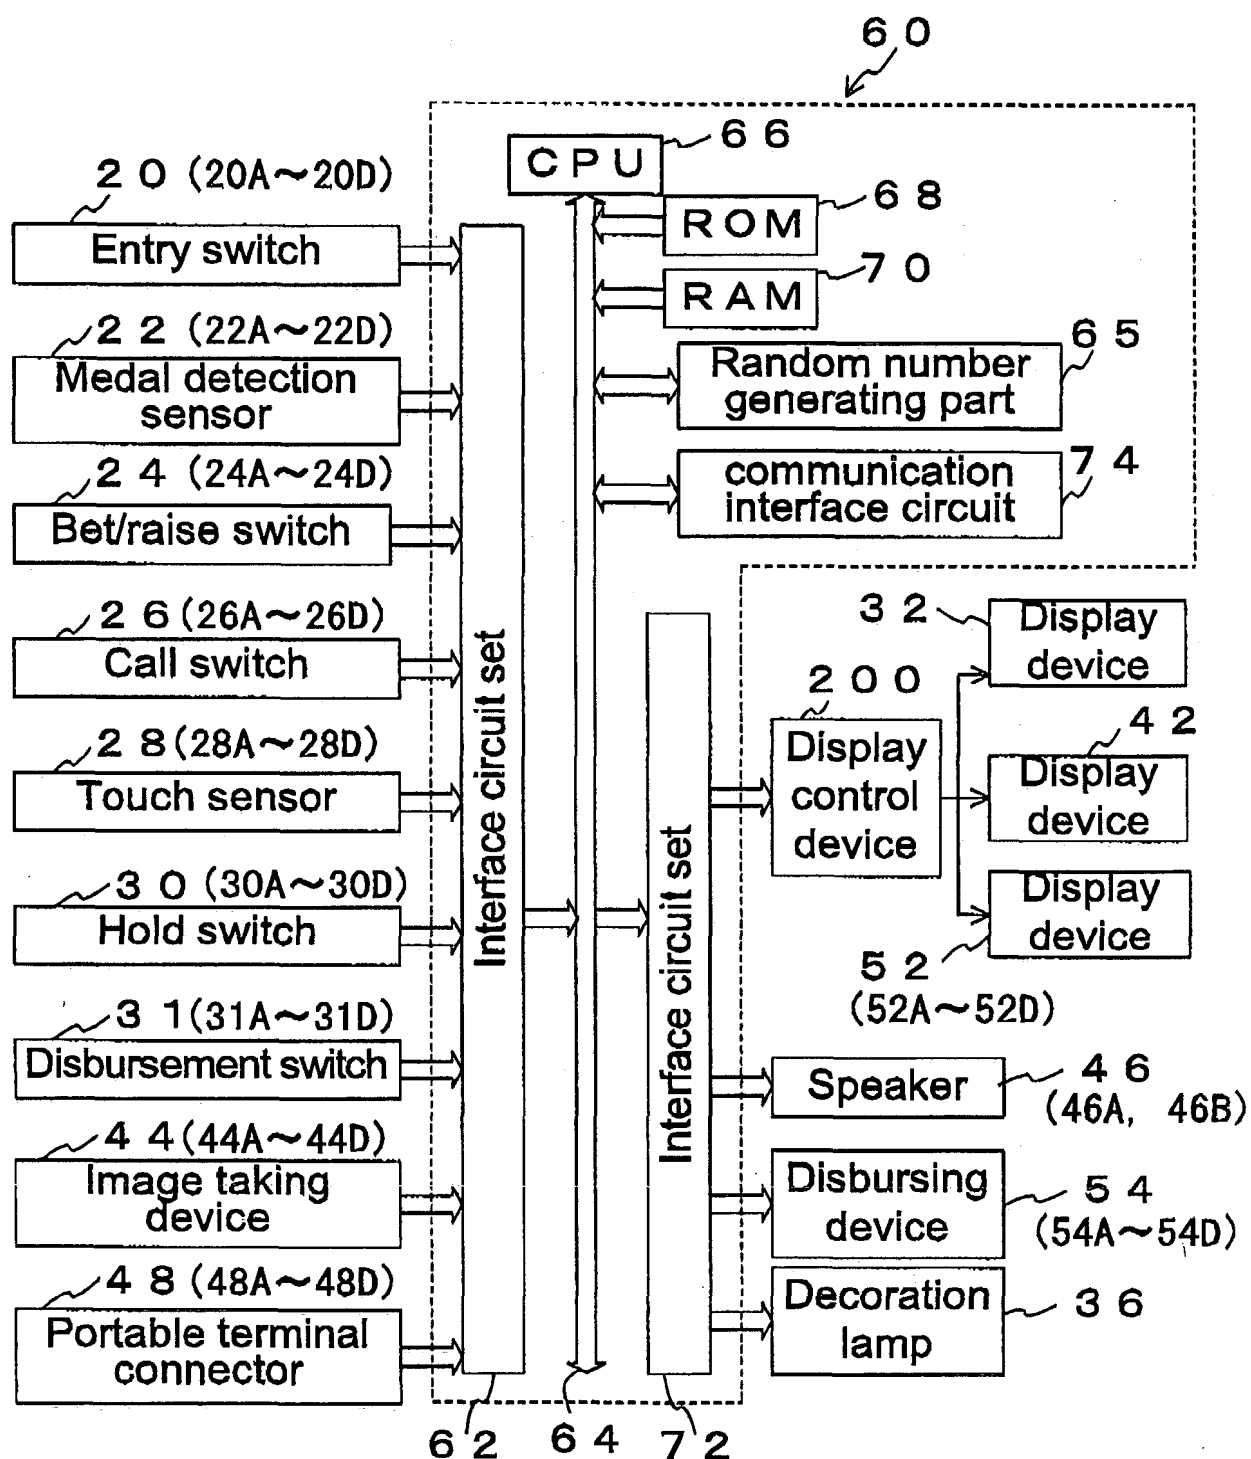 ６０
ＣＰＵ
６６
２０ (20A～20D)
Entry switch
ＲＯＭ
６８
ＲＡＭ
７０
２２ (22A～22D)
Medal detection
sensor
Random number
generating part
６５
２４ (24A～24D)
Bet/raise switch
communication
interface circuit
７４
２６(26A～26D)
Call switch
２８(28A～28D)
Touch sensor
３０ (30A～30D)
Hold switch
３１(31A～31D)
Disbursement switch
４４(44A～44D)
Image taking
device
４８(48A～48D)
Portable terminal
connector
Interface circuit set
６２
６４
Interface circuit set
７２
２００
Display
control
device
３２
Display
device
４２
Display
device
Display
device
５２
(52A～52D)
Speaker
４６
(46A, 46B)
Disbursing
device
５４
(54A～54D)
Decoration
lamp
３６